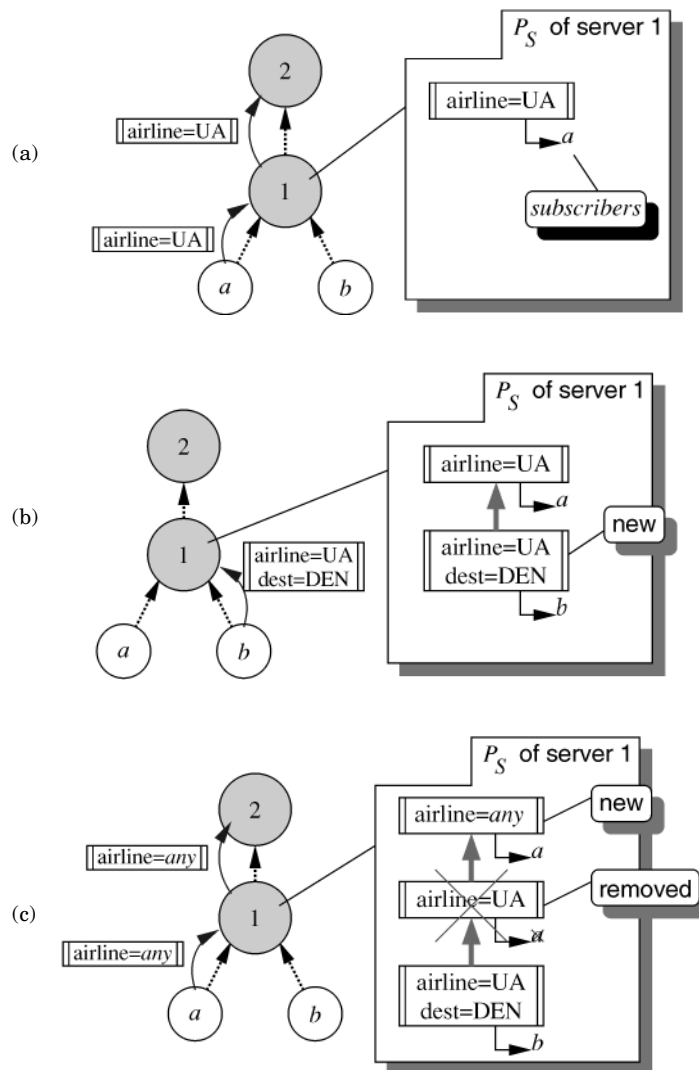 P_S of server 1
2
airline=UA
airline=UA
a
(a)
1
subscribers
airline=UA
a
b
P_S of server 1
2
airline=UA
a
(b)
new
1
airline=UA
dest=DEN
airline=UA
dest=DEN
b
a
b
P_S of server 1
new
2
airline=any
a
airline=any
removed
airline=UA
(c)
1
a
airline=any
airline=UA
dest=DEN
a
b
b